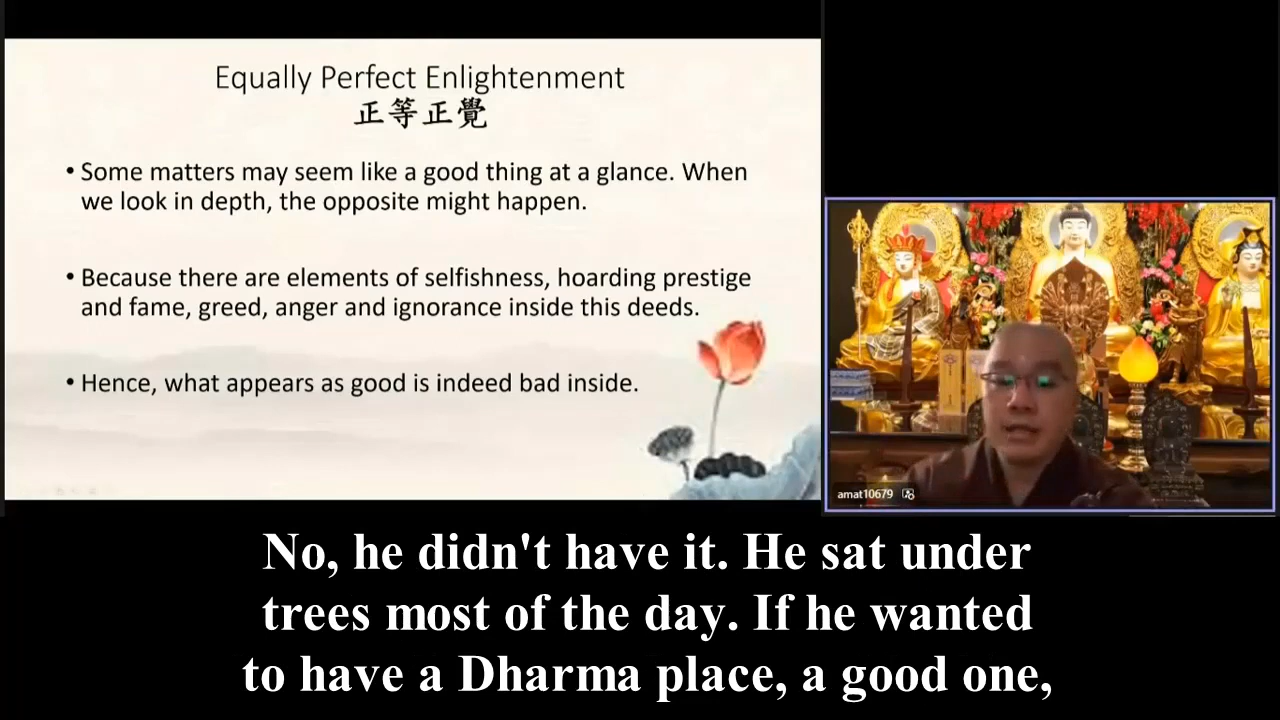 Equally Perfect Enlightenment
正等正覺
• Some matters may seem like a good thing at a glance. When
we look in depth, the opposite might happen.
• Because there are elements of selfishness, hoarding prestige
and fame, greed, anger and ignorance inside this deeds.
• Hence, what appears as good is indeed bad inside.
amat10679
No, he didn't have it. He sat under
trees most of the day. If he wanted
to have a Dharma place, a good one,